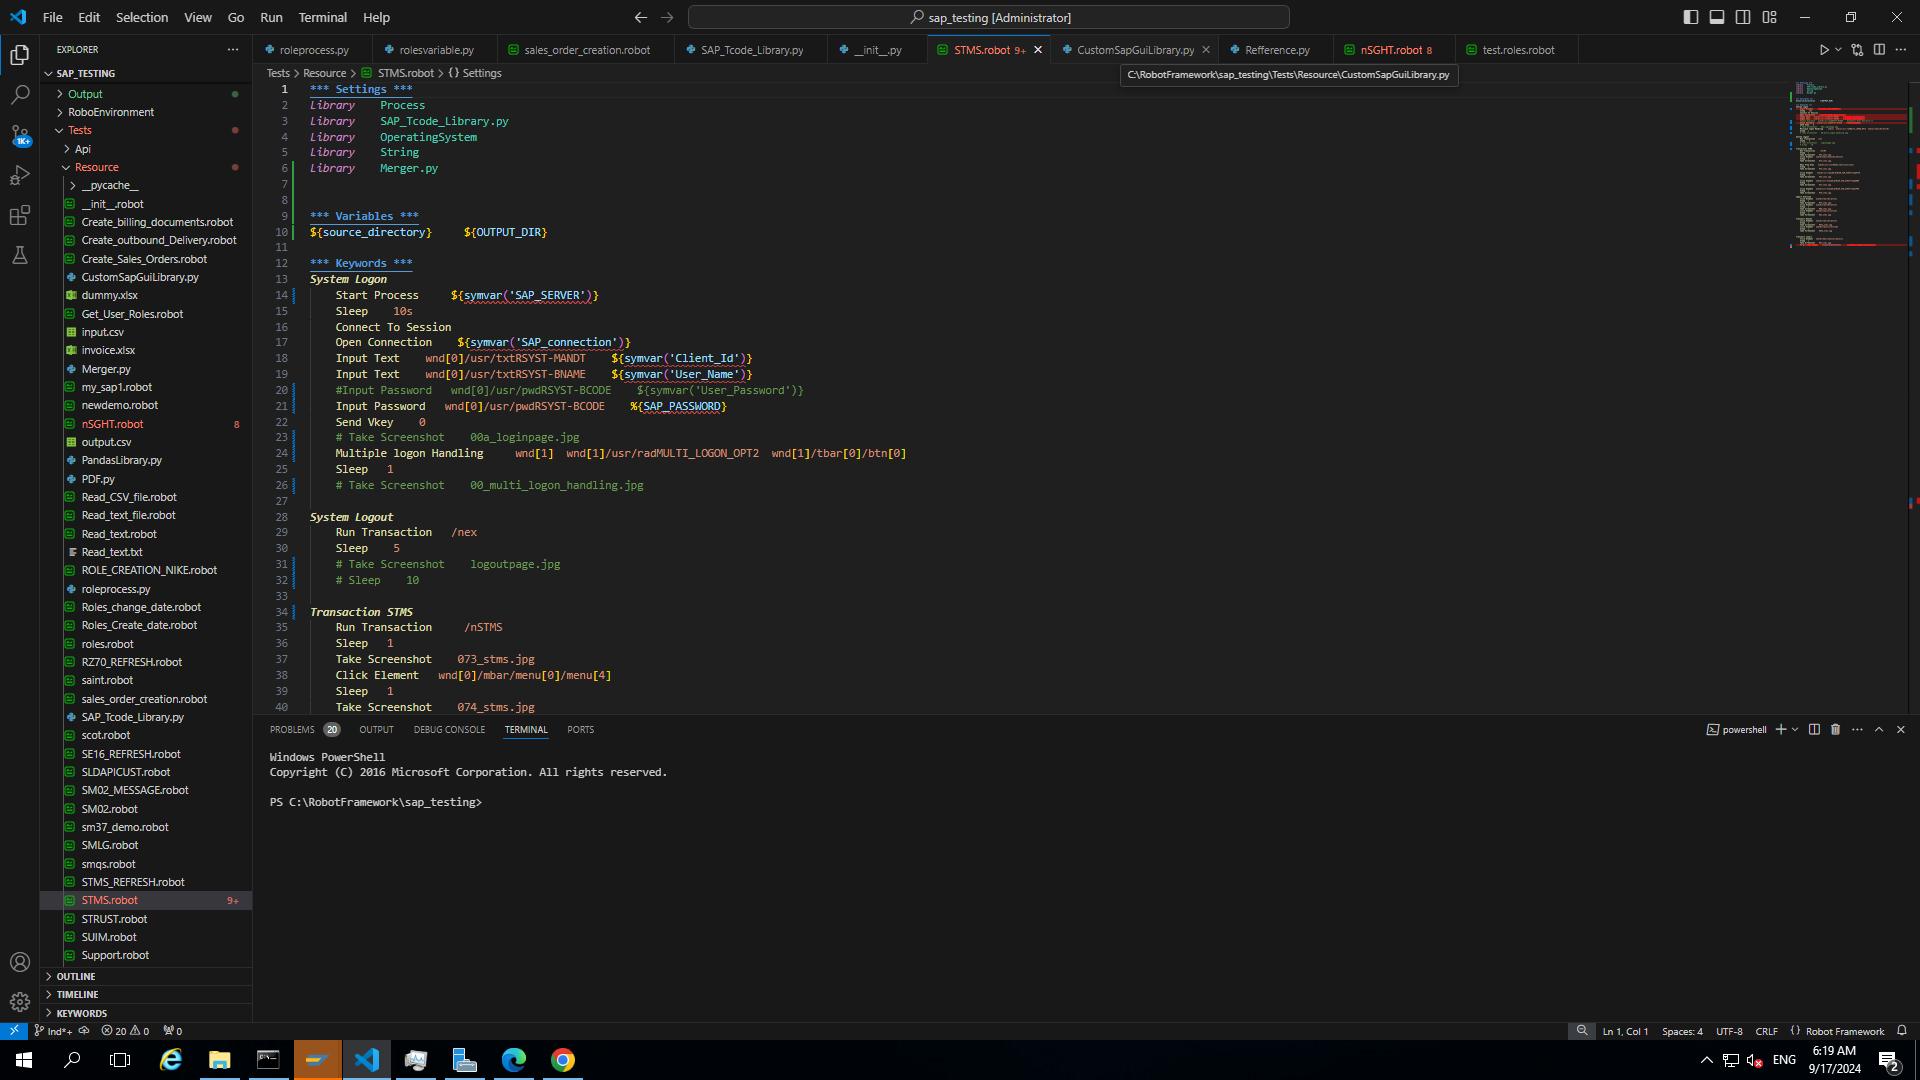 File Edit Selection View Go Run Terminal Help
sap_testing [Administrator]
EXPLORER
roleprocess.py
rolesvariable.py
sales_order_creation.robot
SAP_Tcode_Library.py
__init__.py
STMS.robot 9+
CustomSapGuiLibrary.py
Refference.py
nSGHT.robot 8
test.roles.robot
Tests > Resource > STMS.robot > {} Settings
C:\RobotFramework\sap_testing\Tests\Resource\CustomSapGuiLibrary.py
SAP_TESTING
Output
RoboEnvironment
Tests
Api
Resource
__pycache__
__init__.robot
Create_billing_documents.robot
Create_outbound_Delivery.robot
Create_Sales_Orders.robot
CustomSapGuiLibrary.py
dummy.xlsx
Get_User_Roles.robot
input.csv
invoice.xlsx
Merger.py
my_sap1.robot
newdemo.robot
nSGHT.robot 8
output.csv
PandasLibrary.py
PDF.py
Read_CSV_file.robot
Read_text_file.robot
Read_text.robot
Read_text.txt
ROLE_CREATION_NIKE.robot
roleprocess.py
Roles_change_date.robot
Roles_Create_date.robot
roles.robot
RZ70_REFRESH.robot
saint.robot
sales_order_creation.robot
SAP_Tcode_Library.py
scot.robot
SE16_REFRESH.robot
SLDAPICUST.robot
SM02_MESSAGE.robot
SM02.robot
sm37_demo.robot
SMLG.robot
smqs.robot
STMS_REFRESH.robot
STMS.robot 9+
STRUST.robot
SUIM.robot
Support.robot
OUTLINE
TIMELINE
KEYWORDS
1K+
1 *** Settings ***
2 Library    Process
3 Library    SAP_Tcode_Library.py
4 Library    OperatingSystem
5 Library    String
6 Library    Merger.py
7
8
9 *** Variables ***
10 ${source_directory}     ${OUTPUT_DIR}
11
12 *** Keywords ***
13 System Logon
14     Start Process     ${symvar('SAP_SERVER')}
15     Sleep    10s
16     Connect To Session
17     Open Connection    ${symvar('SAP_connection')}
18     Input Text    wnd[0]/usr/txtRSYST-MANDT    ${symvar('Client_Id')}
19     Input Text    wnd[0]/usr/txtRSYST-BNAME    ${symvar('User_Name')}
20     #Input Password   wnd[0]/usr/pwdRSYST-BCODE    ${symvar('User_Password')}
21     Input Password   wnd[0]/usr/pwdRSYST-BCODE    %{SAP_PASSWORD}
22     Send Vkey    0
23     # Take Screenshot    00a_loginpage.jpg
24     Multiple logon Handling     wnd[1]  wnd[1]/usr/radMULTI_LOGON_OPT2  wnd[1]/tbar[0]/btn[0]
25     Sleep   1
26     # Take Screenshot    00_multi_logon_handling.jpg
27
28 System Logout
29     Run Transaction   /nex
30     Sleep    5
31     # Take Screenshot    logoutpage.jpg
32     # Sleep    10
33
34 Transaction STMS
35     Run Transaction     /nSTMS
36     Sleep   1
37     Take Screenshot    073_stms.jpg
38     Click Element   wnd[0]/mbar/menu[0]/menu[4]
39     Sleep   1
40     Take Screenshot    074_stms.jpg
PROBLEMS 20 OUTPUT DEBUG CONSOLE TERMINAL PORTS
powershell
Windows PowerShell
Copyright (C) 2016 Microsoft Corporation. All rights reserved.
PS C:\RobotFramework\sap_testing>
Ind*+ 20 0 0
Ln 1, Col 1 Spaces: 4 UTF-8 CRLF {} Robot Framework
ENG
6:19 AM
9/17/2024
2